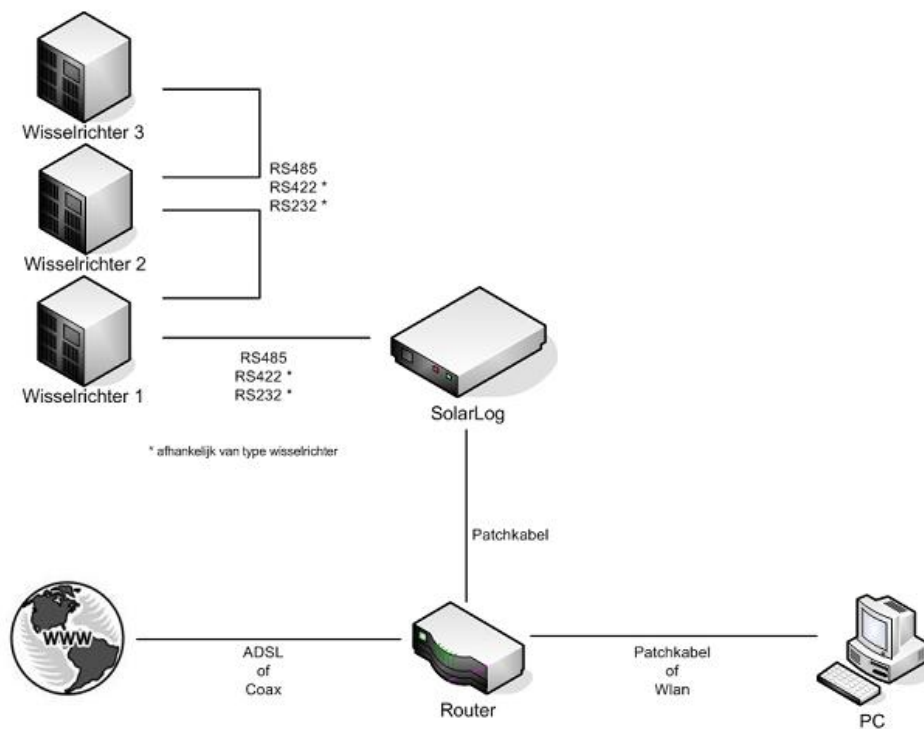 Wisselrichter 3
RS485
RS422 *
RS232 *
Wisselrichter 2
Wisselrichter 1
RS485
RS422 *
RS232 *
SolarLog
* afhankelijk van type wisselrichter
Patchkabel
WWW
ADSL
of
Coax
Router
Patchkabel
of
Wlan
PC